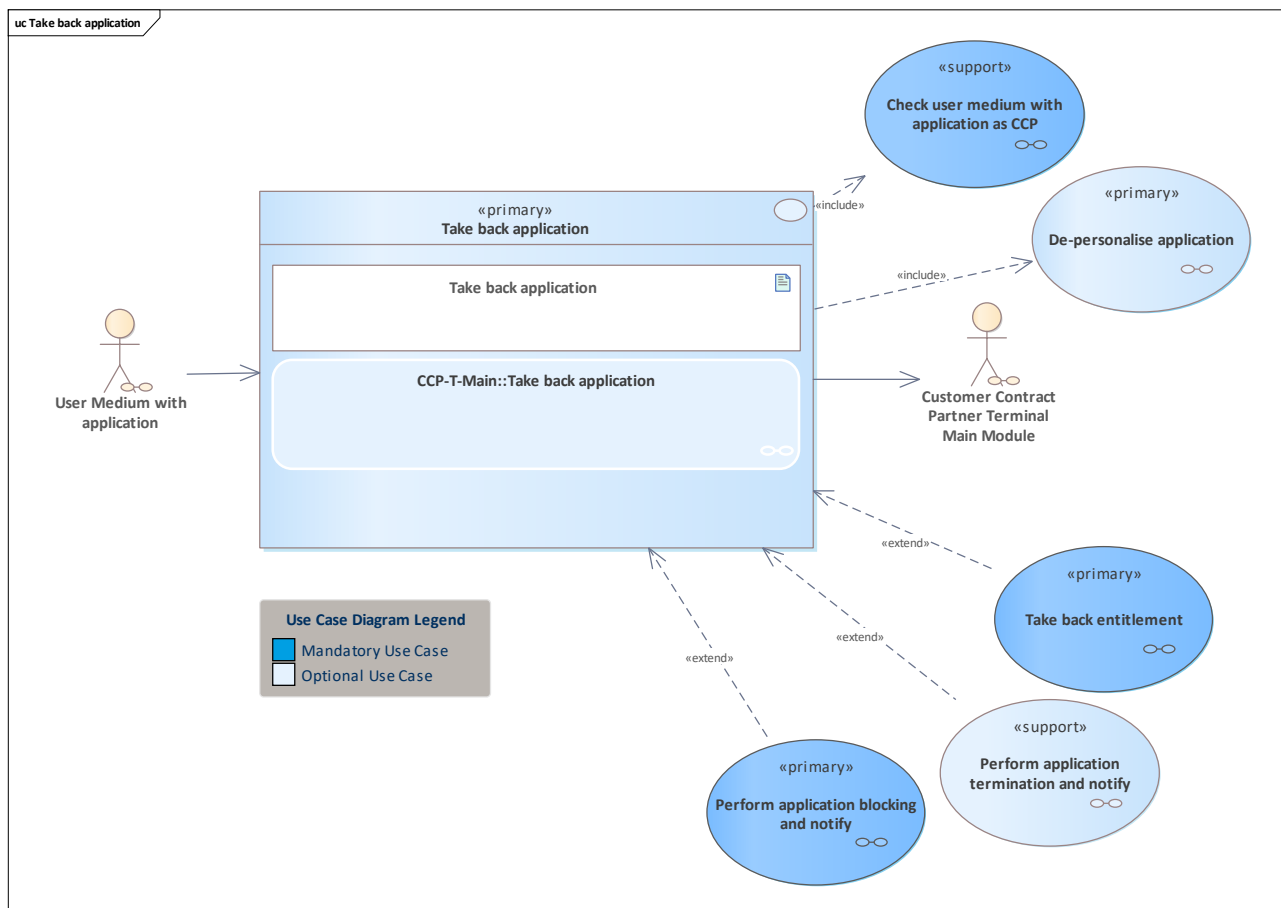 uc Take back application
«support»
Check user medium with
application as CCP
«include»
«primary»
De-personalise application
«include»
«primary»
Take back application
Take back application
CCP-T-Main::Take back application
User Medium with
application
Customer Contract
Partner Terminal
Main Module
«extend»
«primary»
Take back entitlement
«extend»
«support»
Perform application
termination and notify
«extend»
«primary»
Perform application blocking
and notify
Use Case Diagram Legend
Mandatory Use Case
Optional Use Case